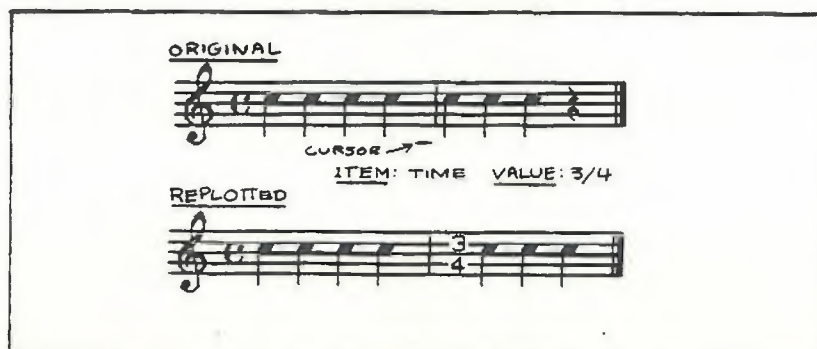 ORIGINAL
CURSOR
ITEM: TIME VALUE: 3/4
REPLOTTED
3
4